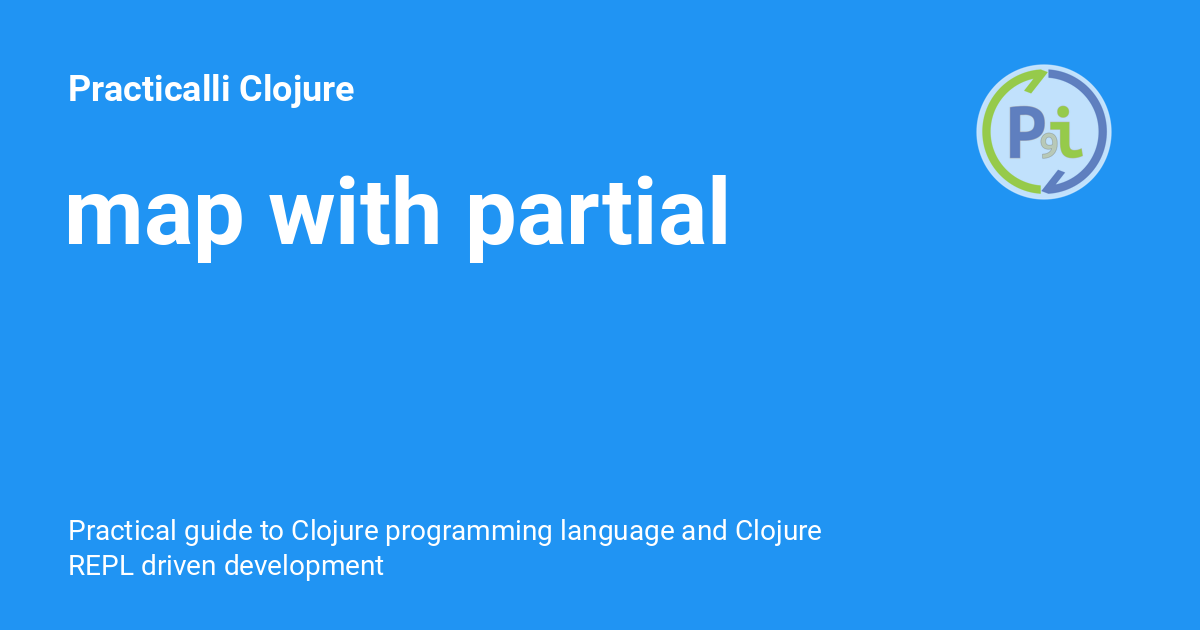 Practicalli Clojure
P9i
map with partial
Practical guide to Clojure programming language and Clojure
REPL driven development